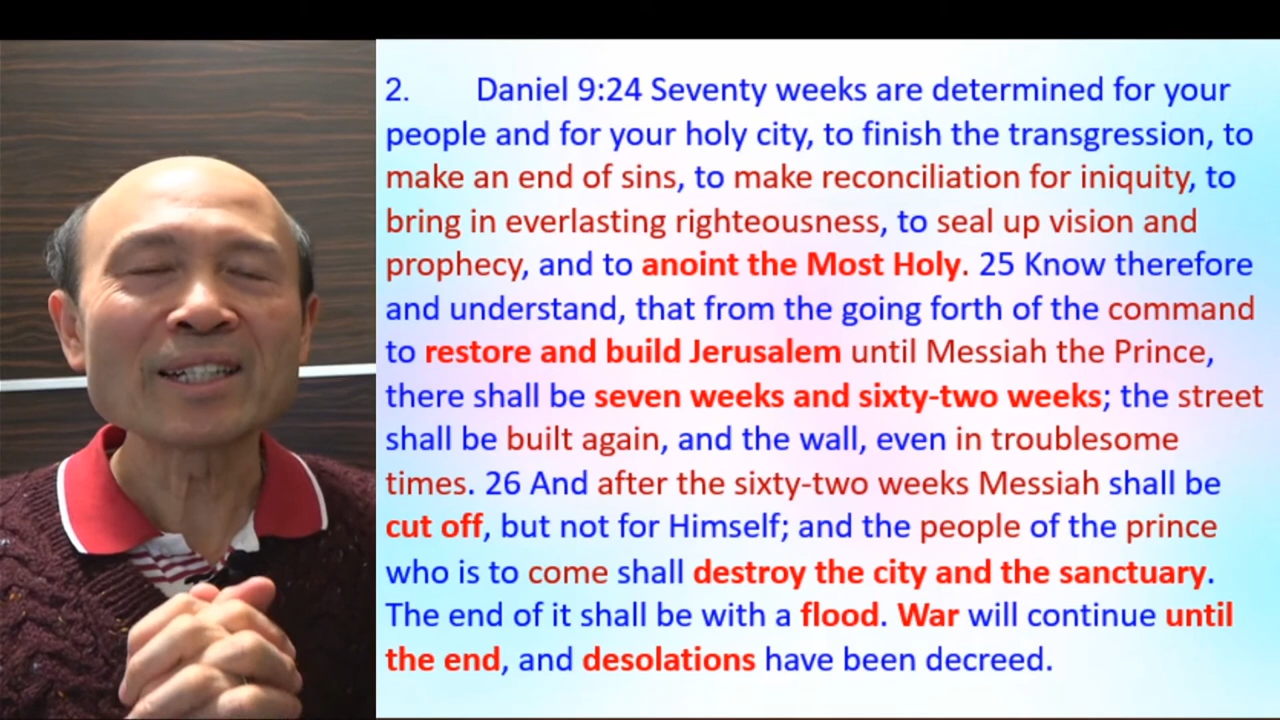 2. Daniel 9:24 Seventy weeks are determined for your
people and for your holy city, to finish the transgression, to
make an end of sins, to make reconciliation for iniquity, to
bring in everlasting righteousness, to seal up vision and
prophecy, and to anoint the Most Holy. 25 Know therefore
and understand, that from the going forth of the command
to restore and build Jerusalem until Messiah the Prince,
there shall be seven weeks and sixty-two weeks; the street
shall be built again, and the wall, even in troublesome
times. 26 And after the sixty-two weeks Messiah shall be
cut off, but not for Himself; and the people of the prince
who is to come shall destroy the city and the sanctuary.
The end of it shall be with a flood. War will continue until
the end, and desolations have been decreed.